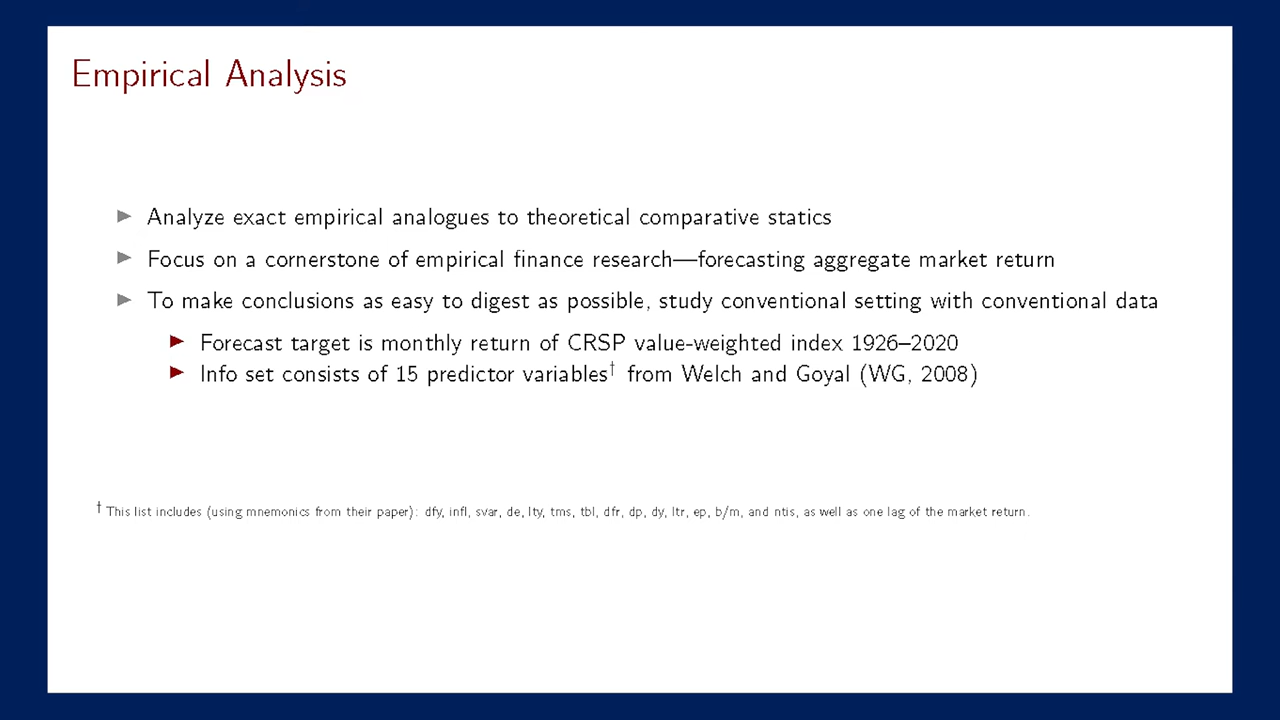 Empirical Analysis
▶ Analyze exact empirical analogues to theoretical comparative statics
▶ Focus on a cornerstone of empirical finance research—forecasting aggregate market return
▶ To make conclusions as easy to digest as possible, study conventional setting with conventional data
▶ Forecast target is monthly return of CRSP value-weighted index 1926–2020
▶ Info set consists of 15 predictor variables† from Welch and Goyal (WG, 2008)
† This list includes (using mnemonics from their paper): dfy, infl, svar, de, lty, tms, tbl, dfr, dp, dy, ltr, ep, b/m, and ntis, as well as one lag of the market return.